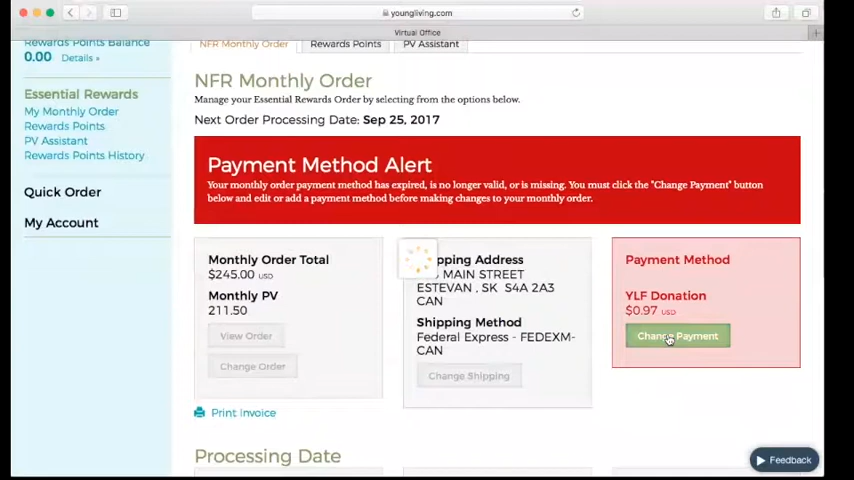 youngliving.com
Virtual Office
Rewards Points Balance
0.00 Details »
Essential Rewards
My Monthly Order
Rewards Points
PV Assistant
Rewards Points History
Quick Order
My Account
NFR Monthly Order
Rewards Points
PV Assistant
NFR Monthly Order
Manage your Essential Rewards Order by selecting from the options below.
Next Order Processing Date: Sep 25, 2017
Payment Method Alert
Your monthly order payment method has expired, is no longer valid, or is missing. You must click the "Change Payment" button
below and edit or add a payment method before making changes to your monthly order.
Monthly Order Total
$245.00 USD
Monthly PV
211.50
View Order
Change Order
Print Invoice
Address
MAIN STREET
ESTEVAN , SK S4A 2A3
CAN
Shipping Method
Federal Express - FEDEXM-
CAN
Change Shipping
Payment Method
YLF Donation
$0.97 USD
Change Payment
Processing Date
Feedback